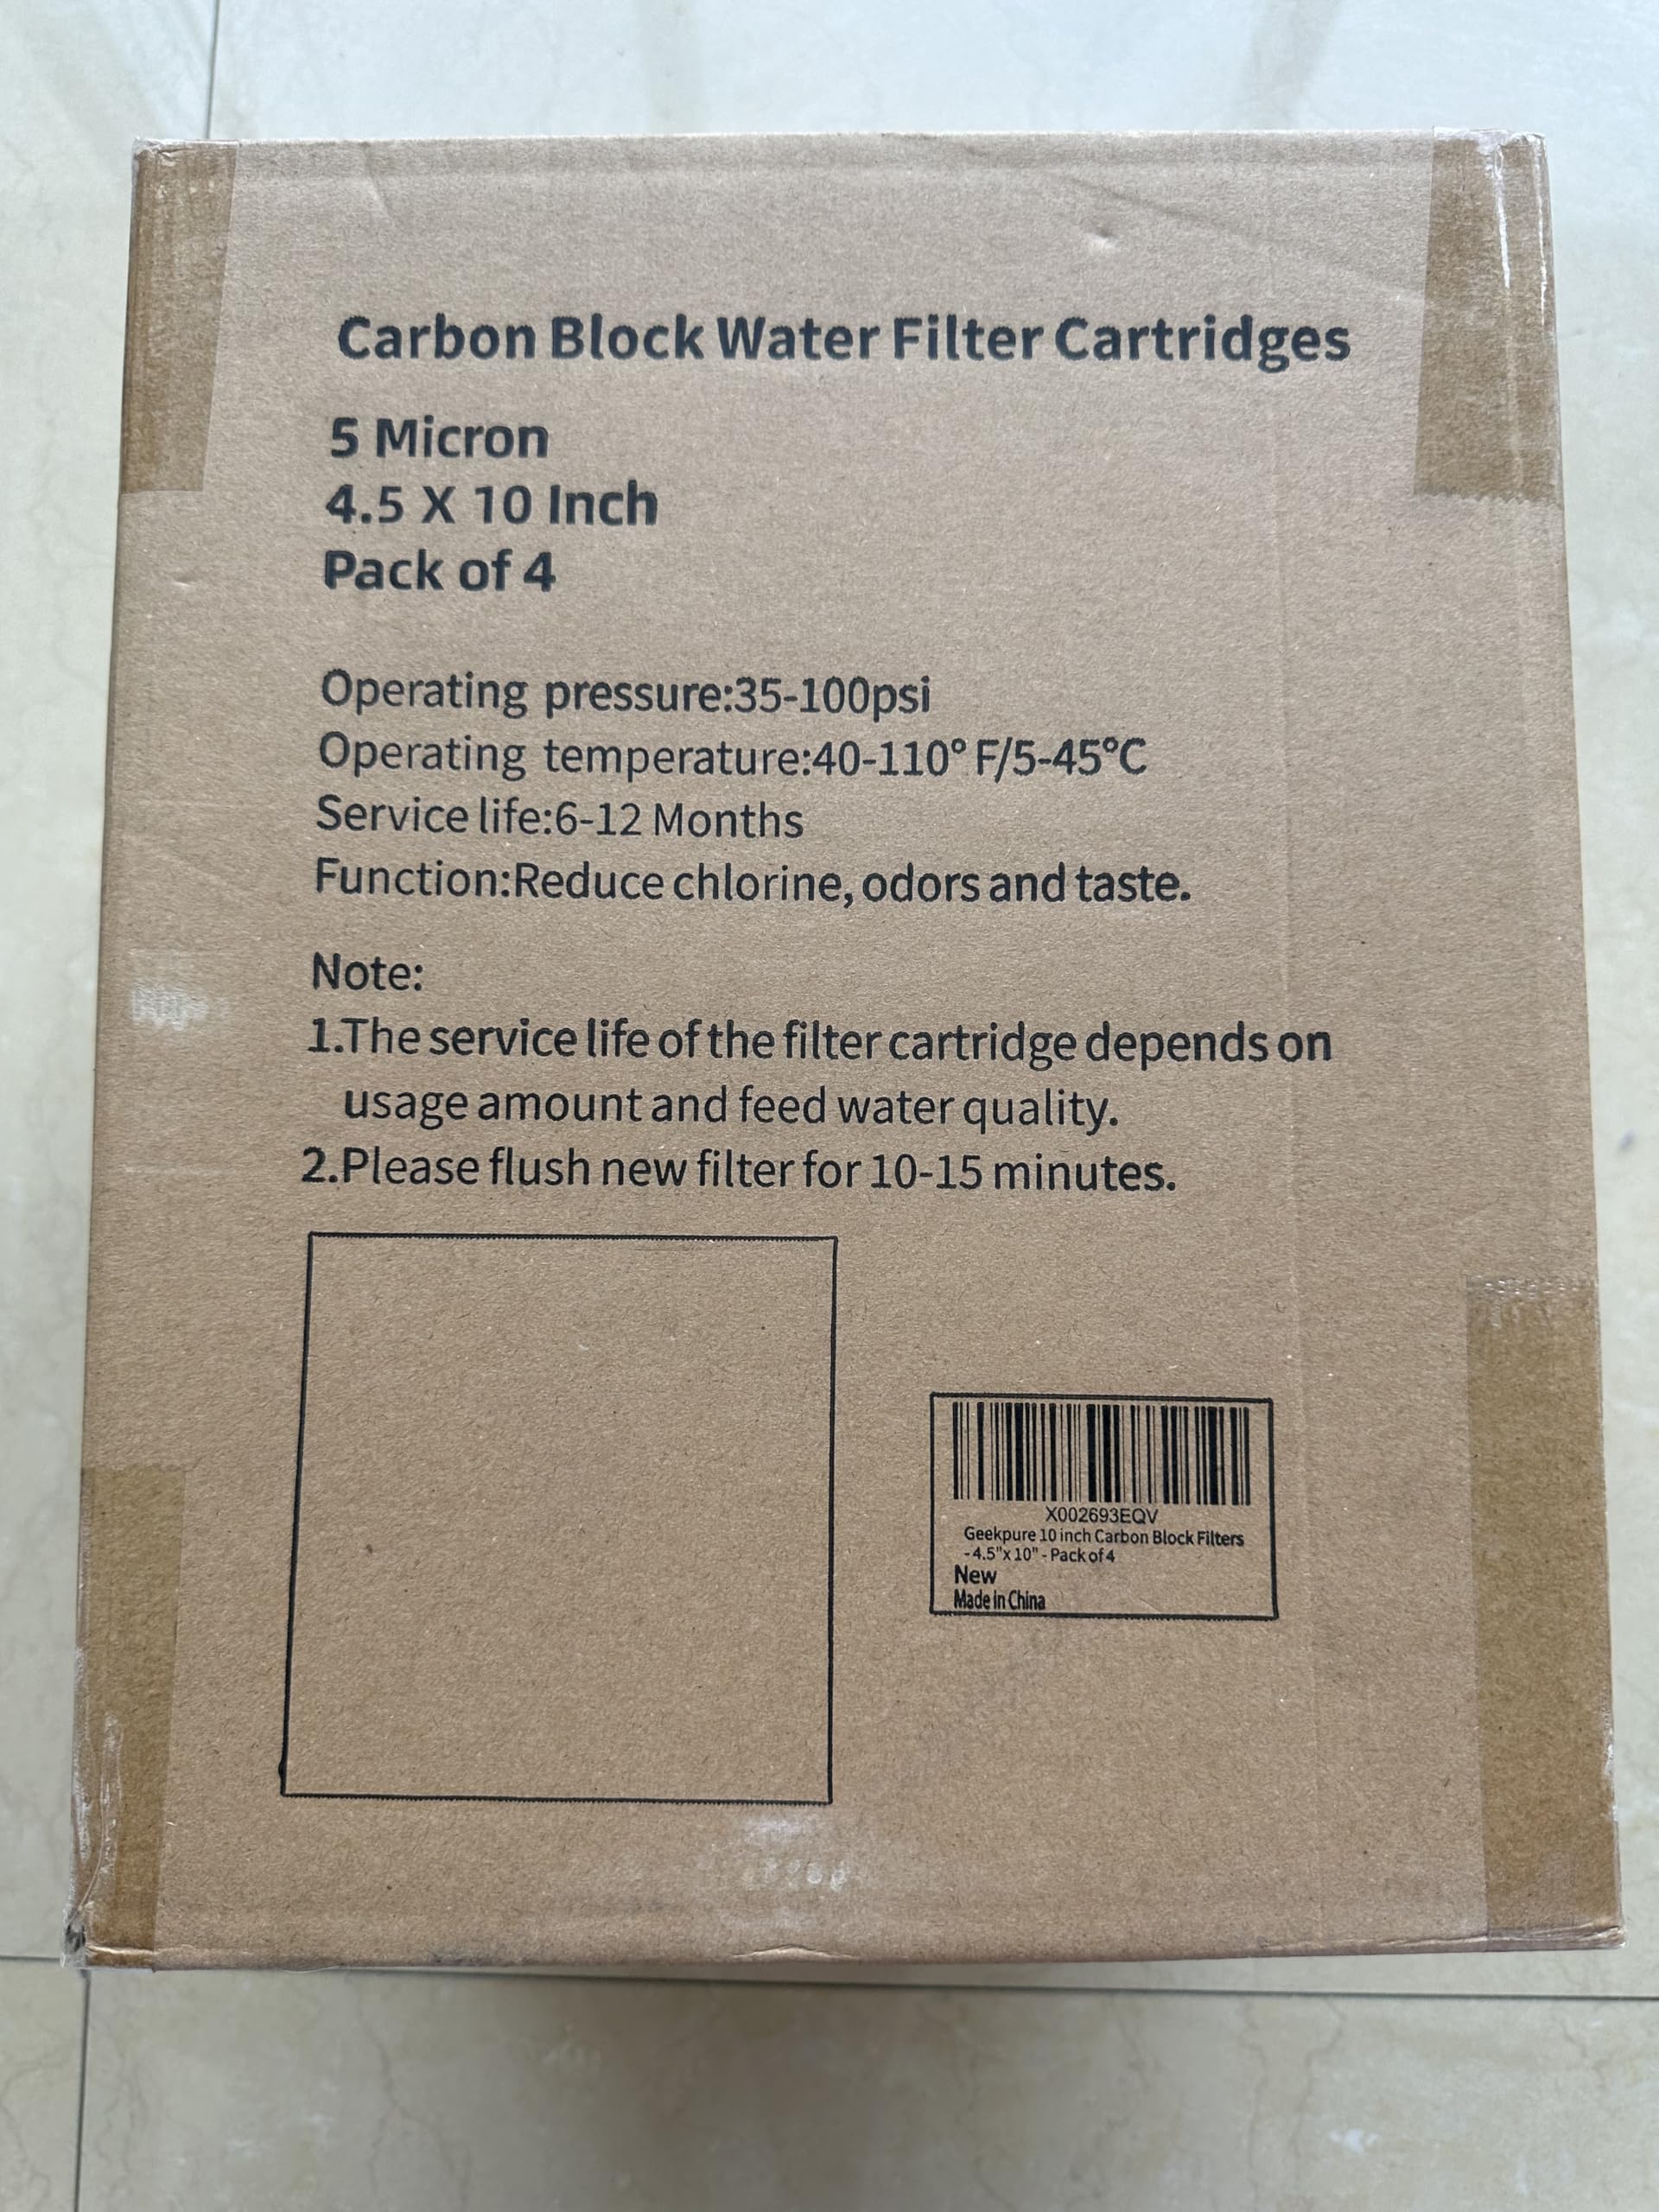 Carbon Block Water Filter Cartridges
5 Micron
4.5 X 10 Inch
Pack of 4
Operating pressure:35-100psi
Operating temperature:40-110° F/5-45°C
Service life:6-12 Months
Function:Reduce chlorine, odors and taste.
Note:
1.The service life of the filter cartridge depends on
usage amount and feed water quality.
2.Please flush new filter for 10-15 minutes.
X002693EQV
Geekpure 10 inch Carbon Block Filters
- 4.5"x 10" - Pack of 4
New
Made in China